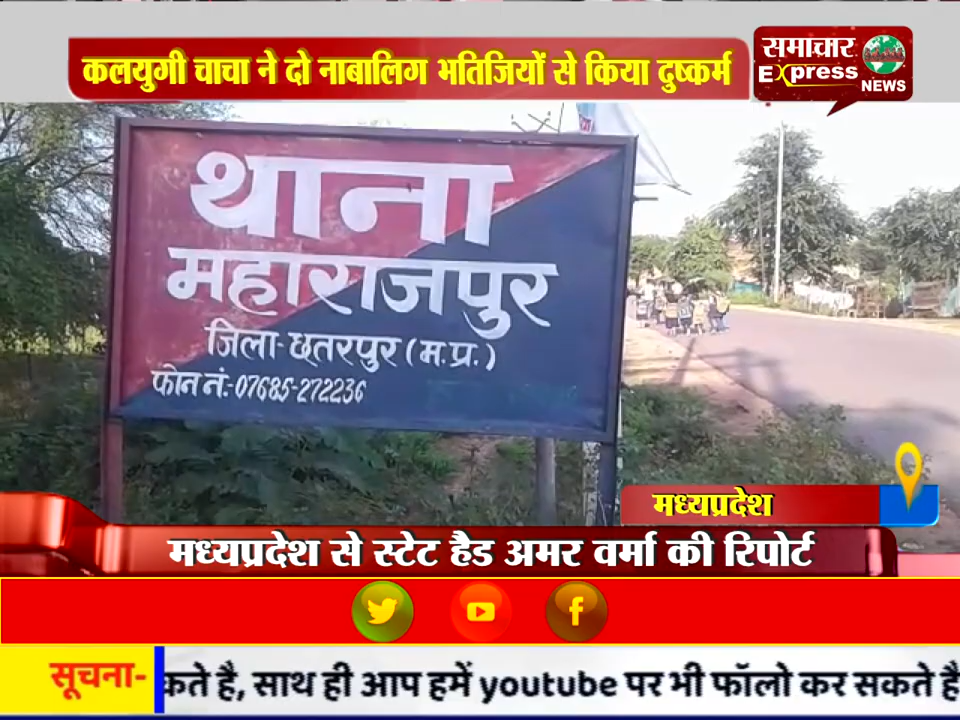 कलयुगी चाचा ने दो नाबालिग भतिजियों से किया दुष्कर्म
समाचार
Express
NEWS
थाना
महाराजपुर
जिला-छतरपुर (म.प्र.)
फोन नं.-07685-272236
मध्यप्रदेश
मध्यप्रदेश से स्टेट हैड अमर वर्मा की रिपोर्ट
सूचना- कते है, साथ ही आप हमें youtube पर भी फॉलो कर सकते है